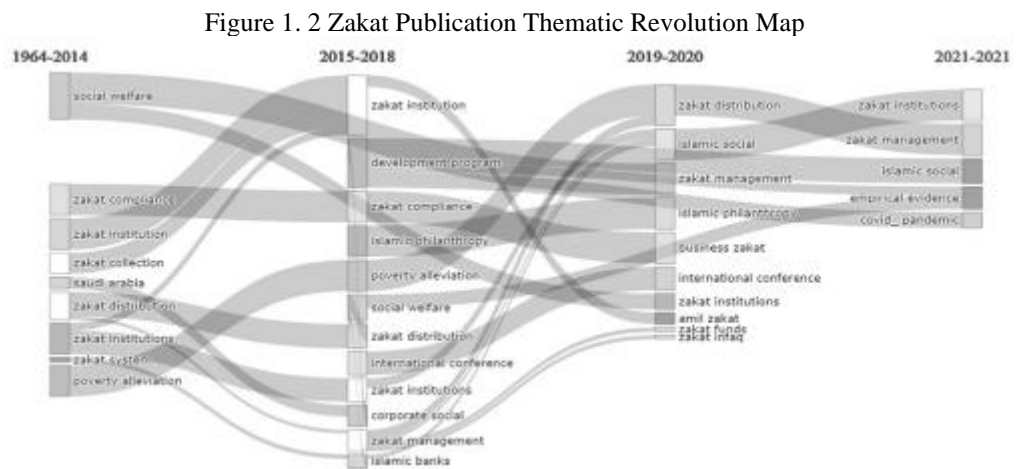 Figure 1. 2 Zakat Publication Thematic Revolution Map
1964-2014
social welfare
zakat compliance
zakat institution
zakat collection
saudi arabia
zakat distribution
zakat institutions
zakat system
poverty alleviation
2015-2018
zakat institution
development program
zakat compliance
islamic philanthropy
poverty alleviation
social welfare
zakat distribution
international conference
zakat institutions
corporate social
zakat management
islamic banks
2019-2020
zakat distribution
islamic social
zakat management
islamic philanthropy
business zakat
international conference
zakat institutions
amil zakat
zakat funds
zakat infaq
2021-2021
zakat institutions
zakat management
islamic social
empirical evidence
covid_ pandemic